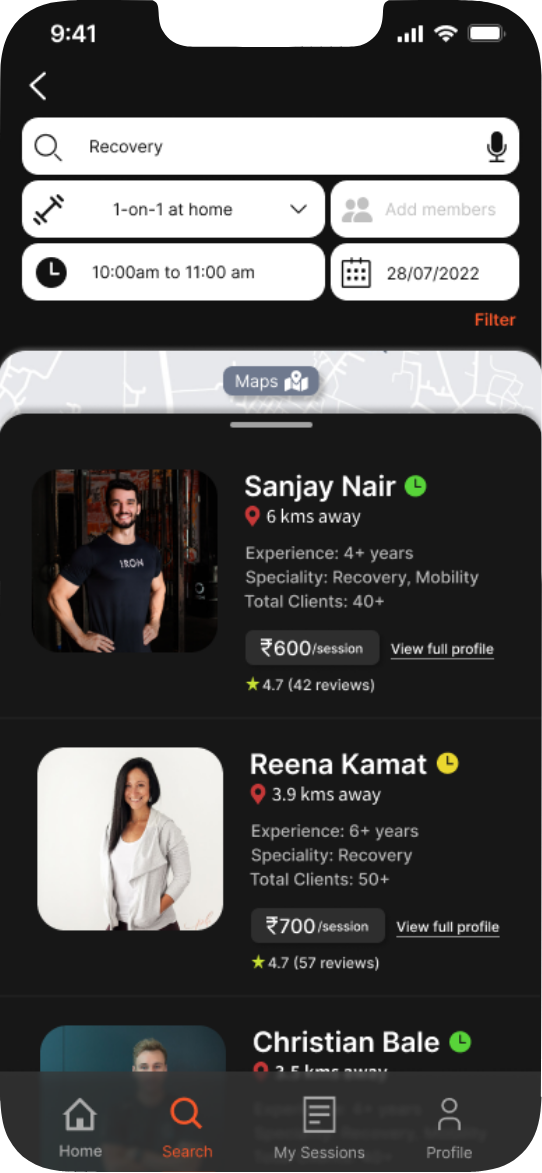 9:41
Recovery
1-on-1 at home
Add members
10:00am to 11:00 am
28/07/2022
Filter
Maps
IRON
Sanjay Nair
6 kms away
Experience: 4+ years
Speciality: Recovery, Mobility
Total Clients: 40+
₹600/session
View full profile
★4.7 (42 reviews)
Reena Kamat
3.9 kms away
Experience: 6+ years
Speciality: Recovery
Total Clients: 50+
₹700/session
View full profile
★4.7 (57 reviews)
Christian Bale
3.5 kms away
Home
Search
My Sessions
Profile